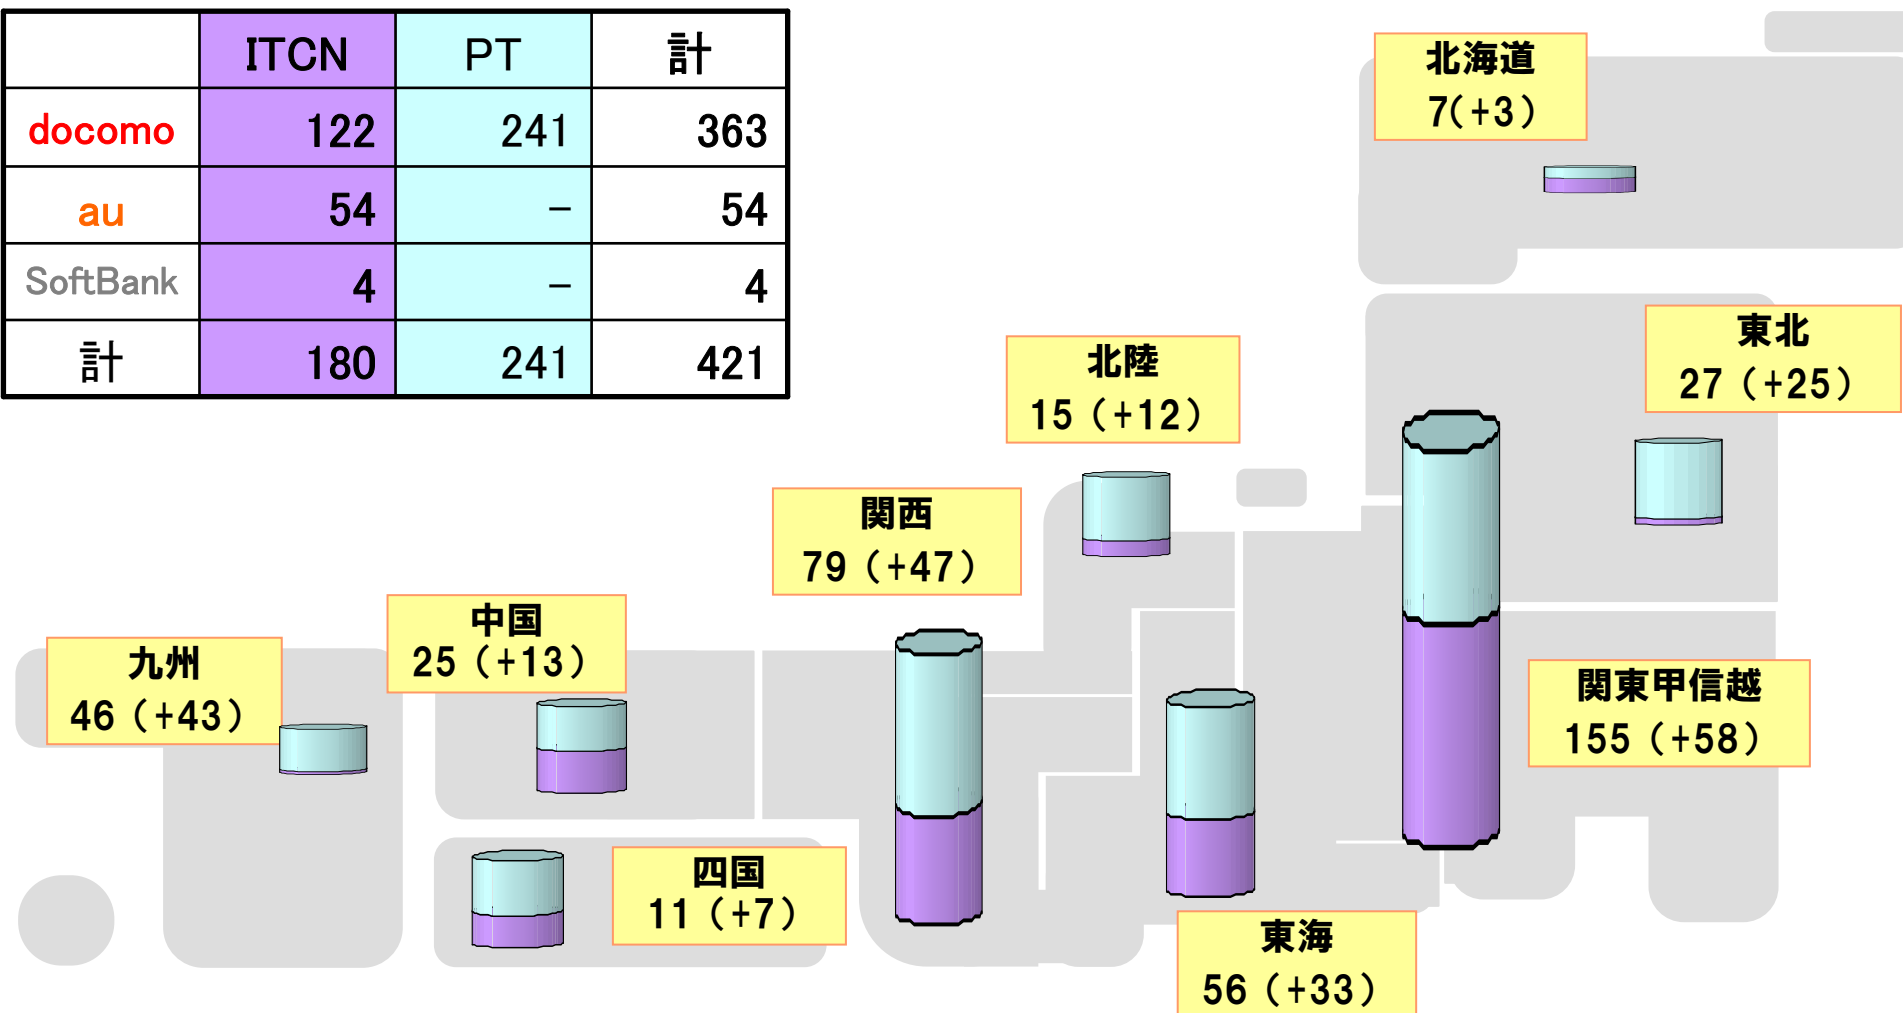 ITCN PT 計
docomo 122 241 363
au 54 − 54
SoftBank 4 − 4
計 180 241 421
北海道
7(+3)
東北
27(+25)
北陸
15(+12)
関西
79(+47)
中国
25(+13)
九州
46(+43)
関東甲信越
155(+58)
四国
11(+7)
東海
56(+33)